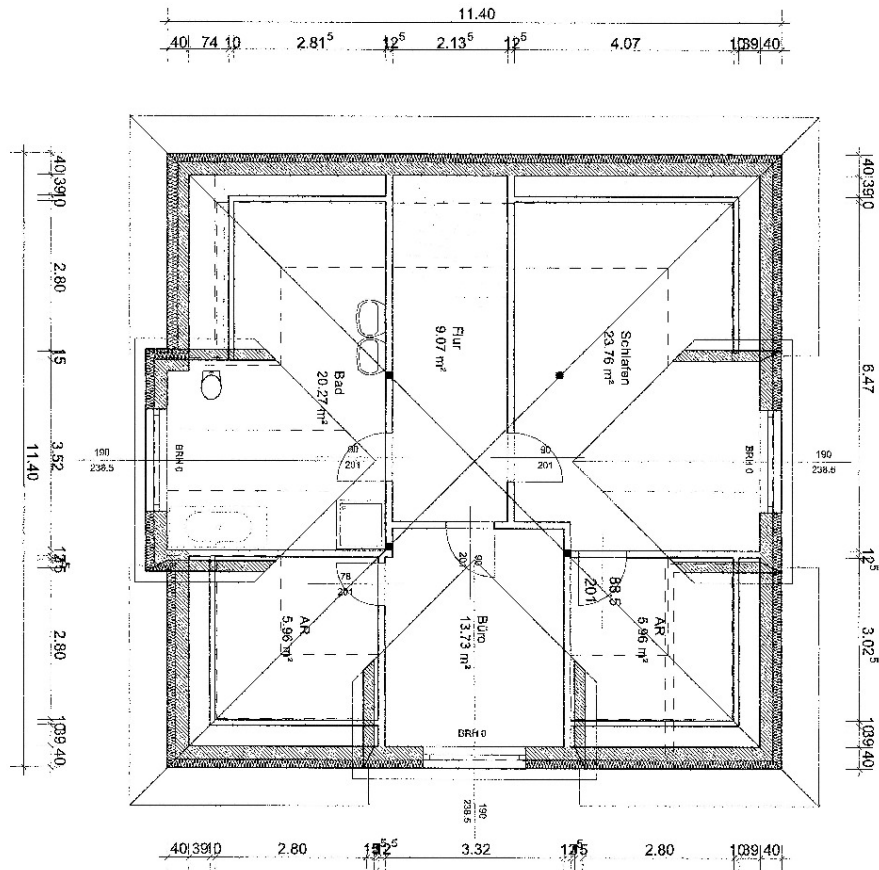 11.40
40 74 10 2.81⁵ 12⁵ 2.13⁵ 12⁵ 4.07 10 39 40
40 39 10
2.80
15
3.52
2.80
10 39 40
11.40
40 39 10
6.47
12⁵
3.02⁵
10 39 40
Flur
9.07 m²
Schlafen
23.76 m²
Bad
20.27 m²
190
238.5
BRH 0
90
201
90
201
BRH 0
190
238.5
90
201
78
201
88.5
201
AR
5.96 m²
Büro
13.73 m²
AR
5.96 m²
BRH 0
190
238.5
40 39 10 2.80 3.32 2.80 10 39 40